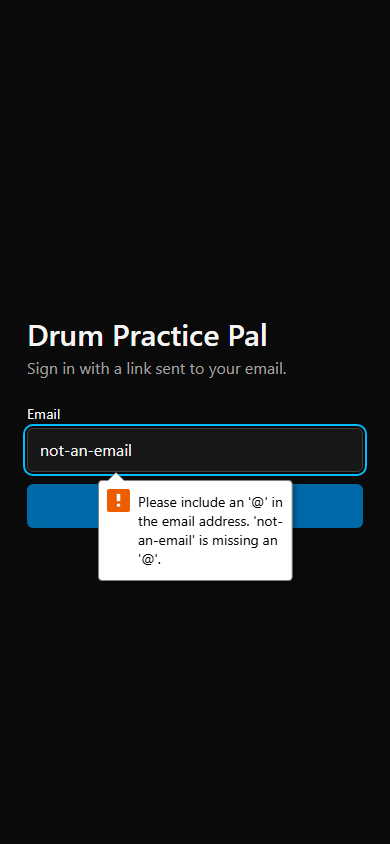 Drum Practice Pal
Sign in with a link sent to your email.
Email
not-an-email
Please include an '@' in
the email address. 'not-
an-email' is missing an
'@'.